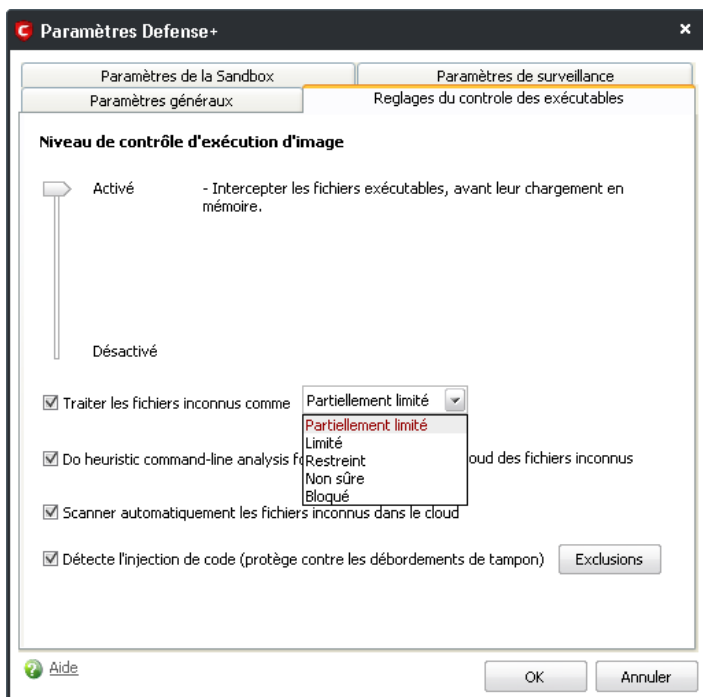 Paramètres Defense+
Paramètres de la Sandbox
Paramètres de surveillance
Paramètres généraux
Reglages du controle des exécutables
Niveau de contrôle d'exécution d'image
Activé
- Intercepter les fichiers exécutables, avant leur chargement en
mémoire.
Désactivé
Traiter les fichiers inconnus comme
Partiellement limité
Partiellement limité
Limité
Restreint
Non sûre
Bloqué
Do heuristic command-line analysis
oud des fichiers inconnus
Scanner automatiquement les fichiers inconnus dans le cloud
Détecte l'injection de code (protège contre les débordements de tampon)
Exclusions
Aide
OK
Annuler